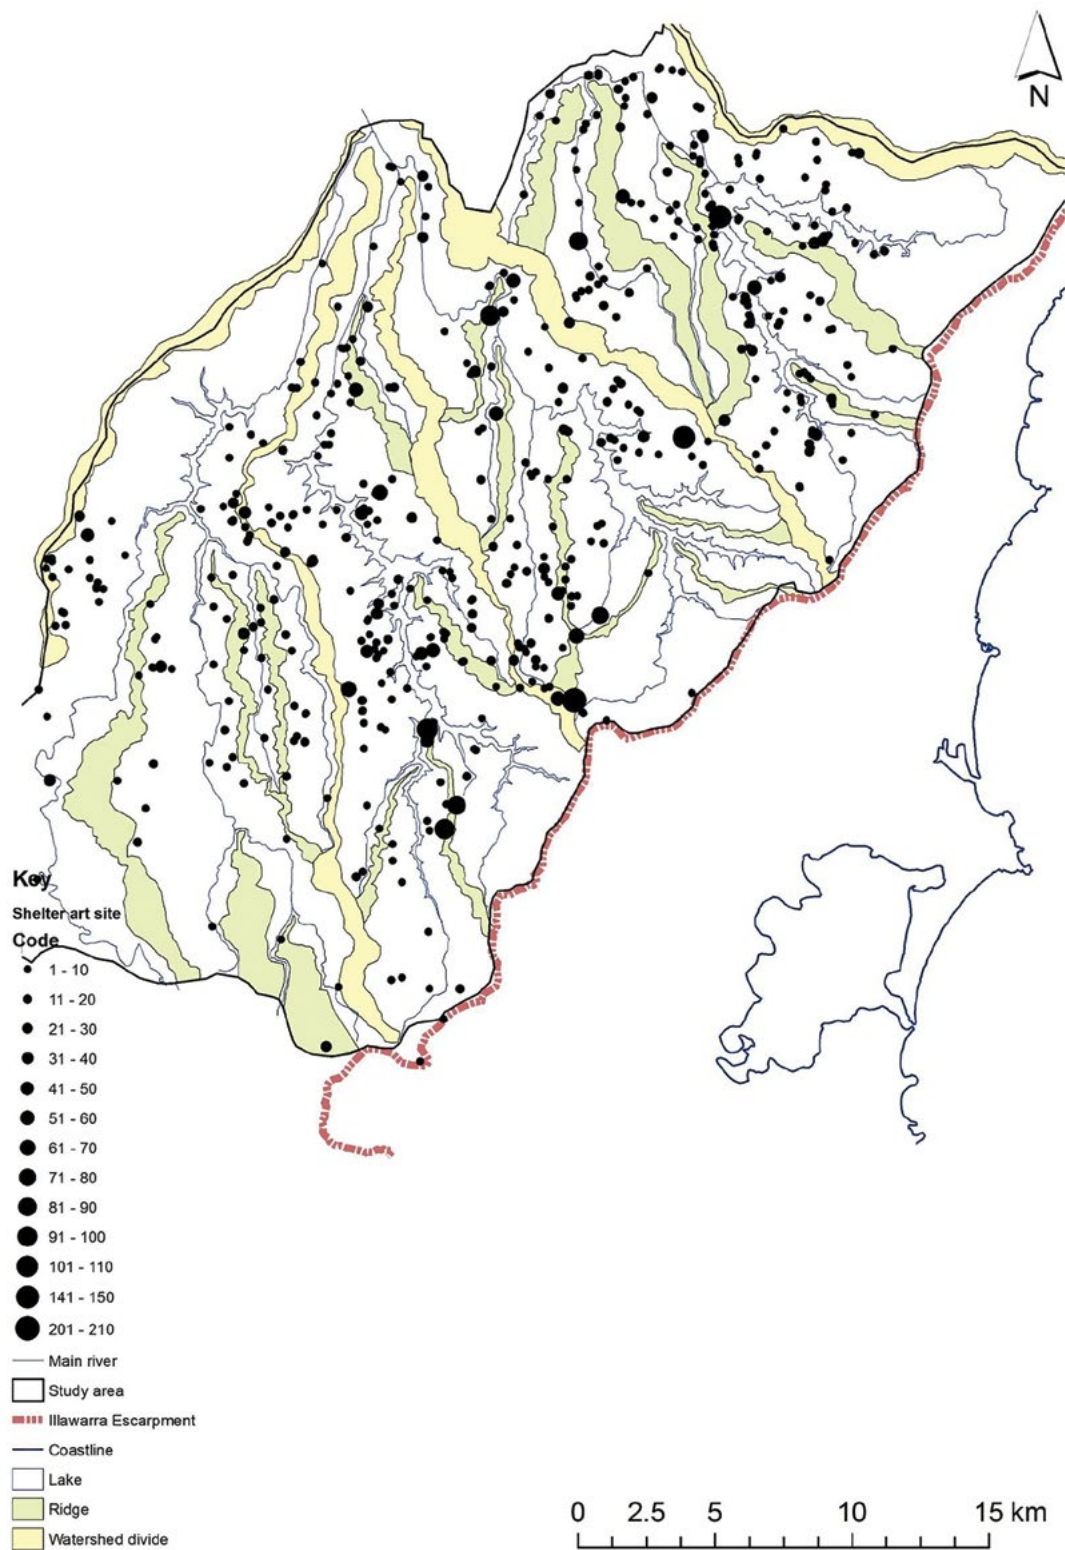 N
Key
Shelter art site
Code
1 - 10
11 - 20
21 - 30
31 - 40
41 - 50
51 - 60
61 - 70
71 - 80
81 - 90
91 - 100
101 - 110
141 - 150
201 - 210
Main river
Study area
Illawarra Escarpment
Coastline
Lake
Ridge
Watershed divide
0 2.5 5 10 15 km